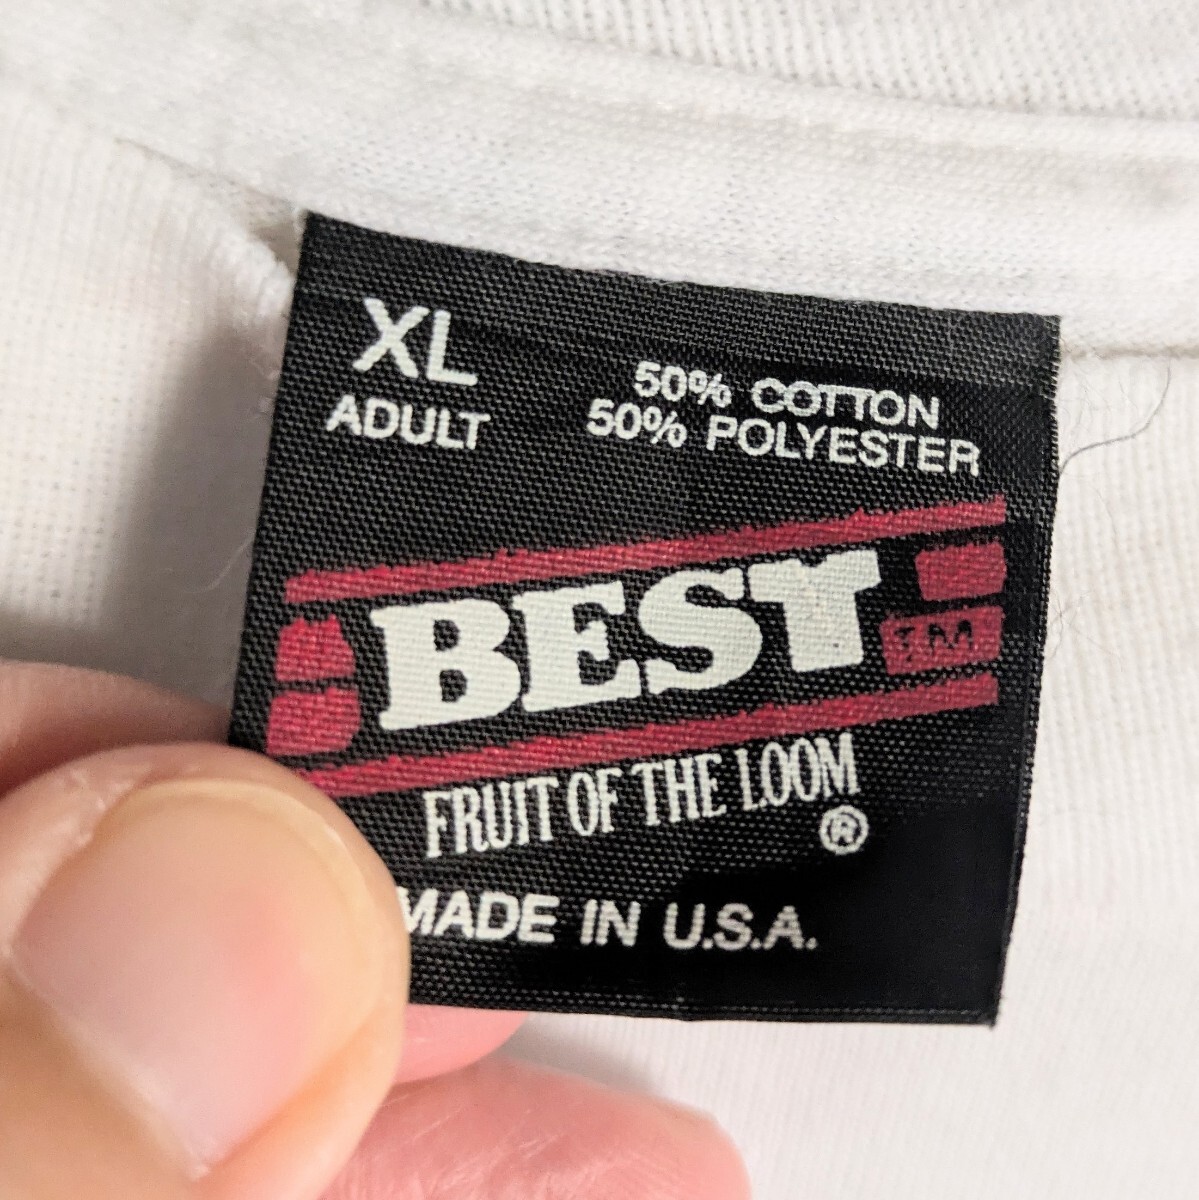 XL
ADULT
50% COTTON
50% POLYESTER
BEST TM
FRUIT OF THE LOOM
®
MADE IN U.S.A.